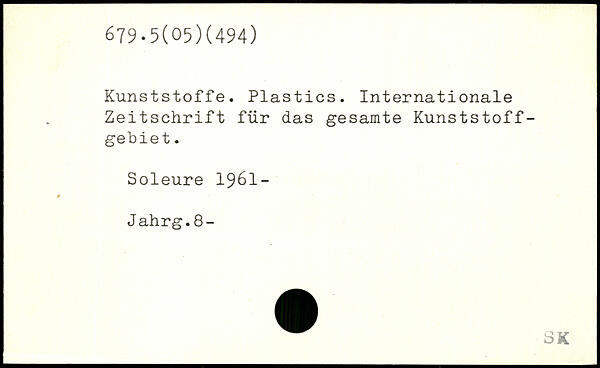 679.5(05)(494)
Kunststoffe. Plastics. Internationale
Zeitschrift für das gesamte Kunststoff-
gebiet.
Soleure 1961-
Jahrg.8-
SK